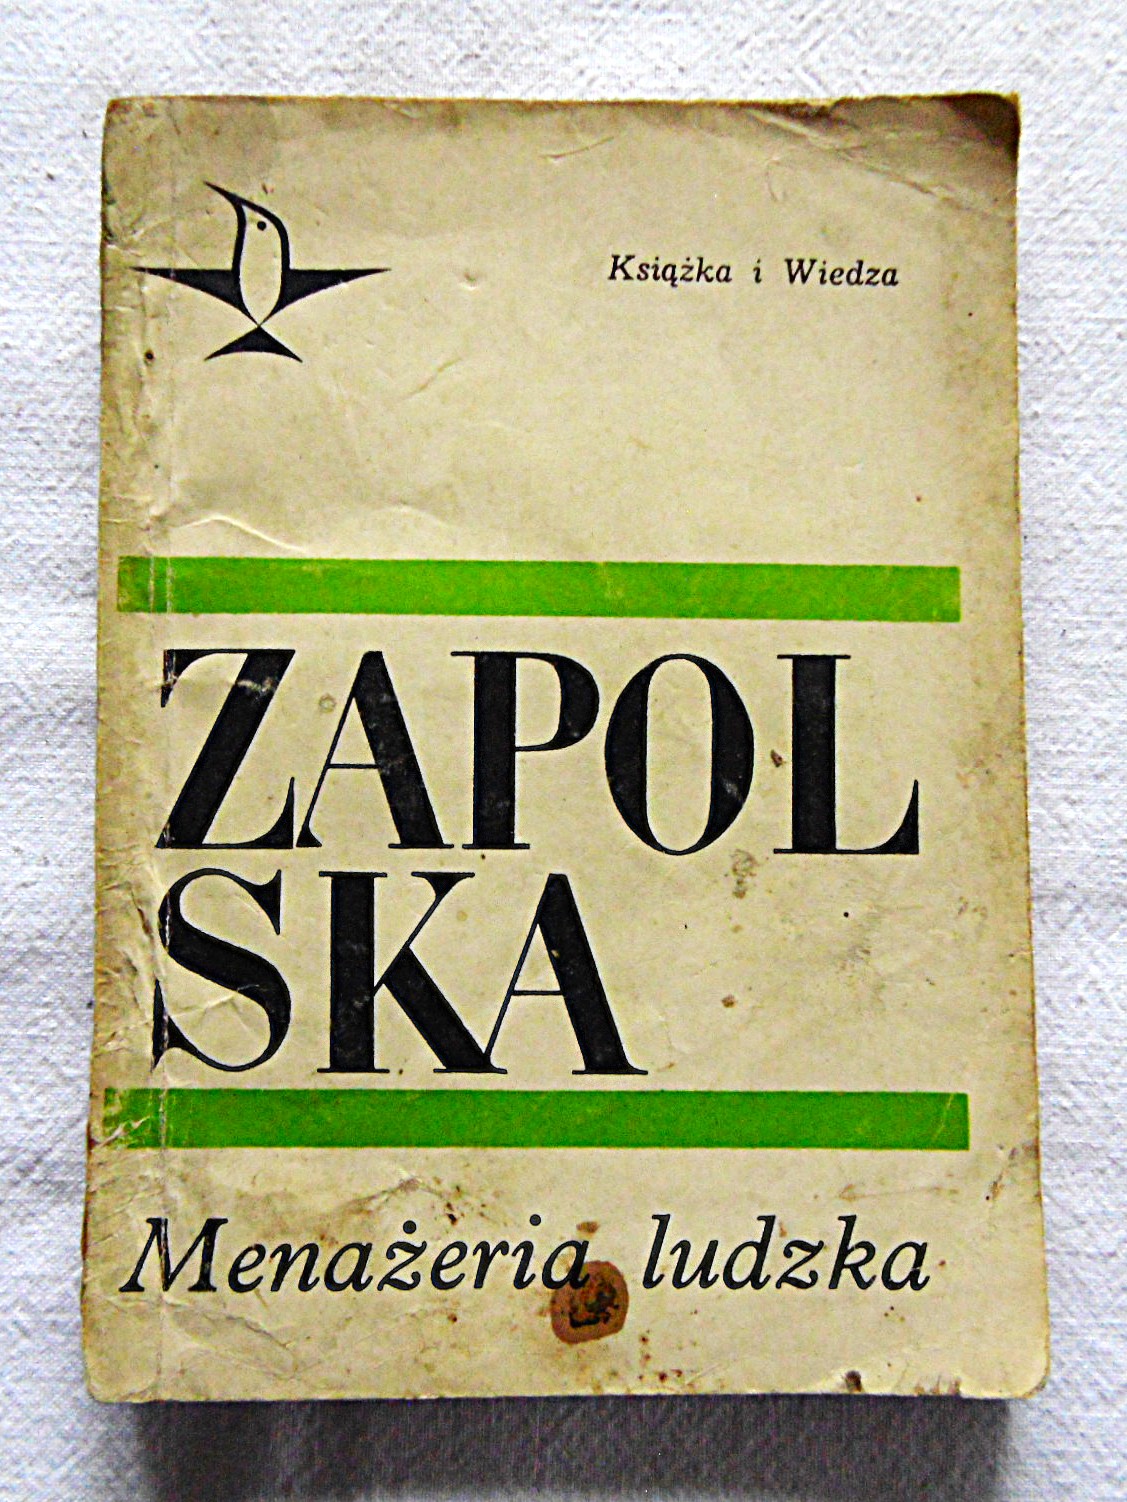 Książka i Wiedza
ZAPOL
SKA
Menażeria ludzka